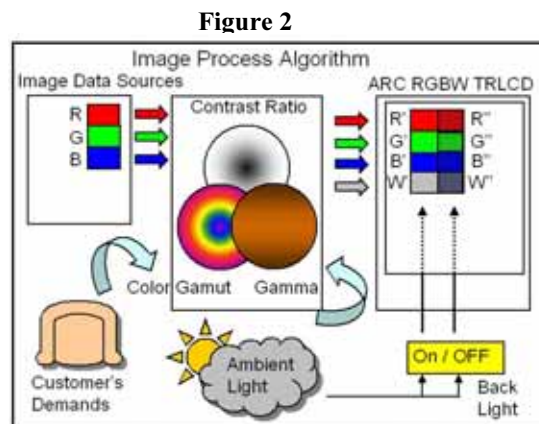 Figure 2
Image Process Algorithm
Image Data Sources
ARC RGBW TRLCD
Contrast Ratio
R
G
B
R' R"
G' G"
B' B"
W' W"
Color Gamut Gamma
Customer's
Demands
Ambient
Light
On / OFF
Back
Light